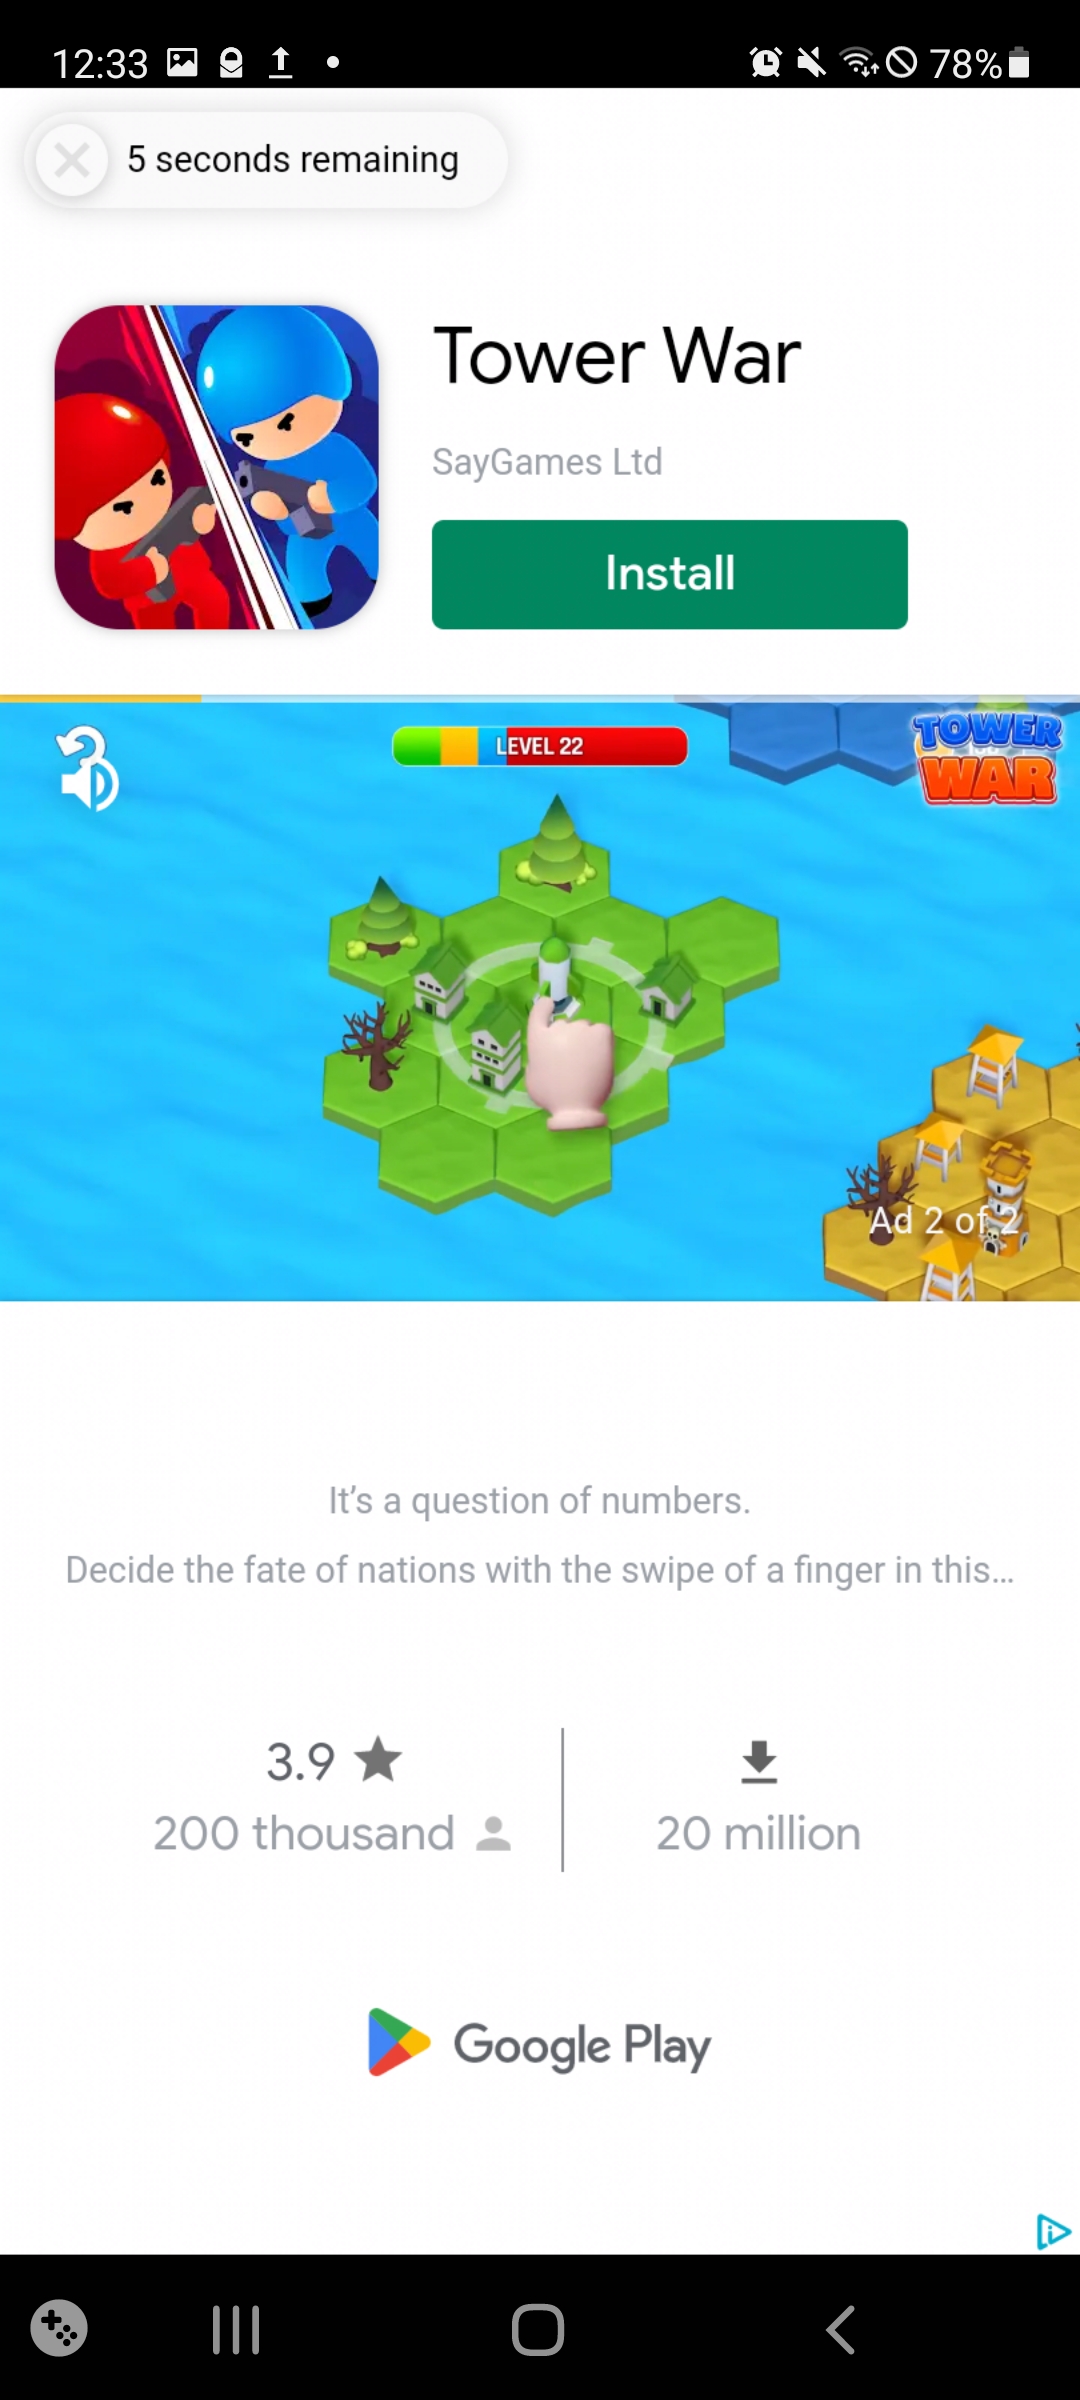 12:33
78%
5 seconds remaining
Tower War
SayGames Ltd
Install
LEVEL 22
TOWER
WAR
Ad 2 of 2
It’s a question of numbers.
Decide the fate of nations with the swipe of a finger in this...
3.9
200 thousand
20 million
Google Play